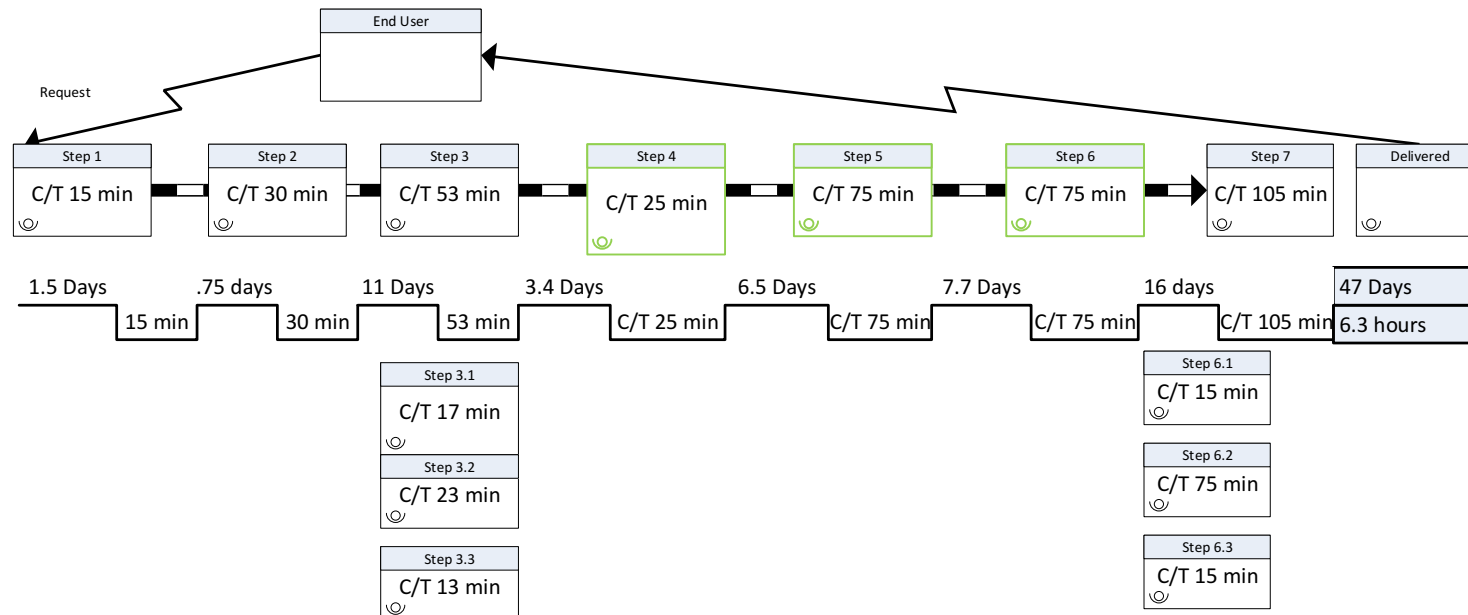 End User
Request
Step 1
C/T 15 min
Step 2
C/T 30 min
Step 3
C/T 53 min
Step 4
C/T 25 min
Step 5
C/T 75 min
Step 6
C/T 75 min
Step 7
C/T 105 min
Delivered
1.5 Days
15 min
.75 days
30 min
11 Days
53 min
3.4 Days
C/T 25 min
6.5 Days
C/T 75 min
7.7 Days
C/T 75 min
16 days
C/T 105 min
47 Days
6.3 hours
Step 3.1
C/T 17 min
Step 3.2
C/T 23 min
Step 3.3
C/T 13 min
Step 6.1
C/T 15 min
Step 6.2
C/T 75 min
Step 6.3
C/T 15 min